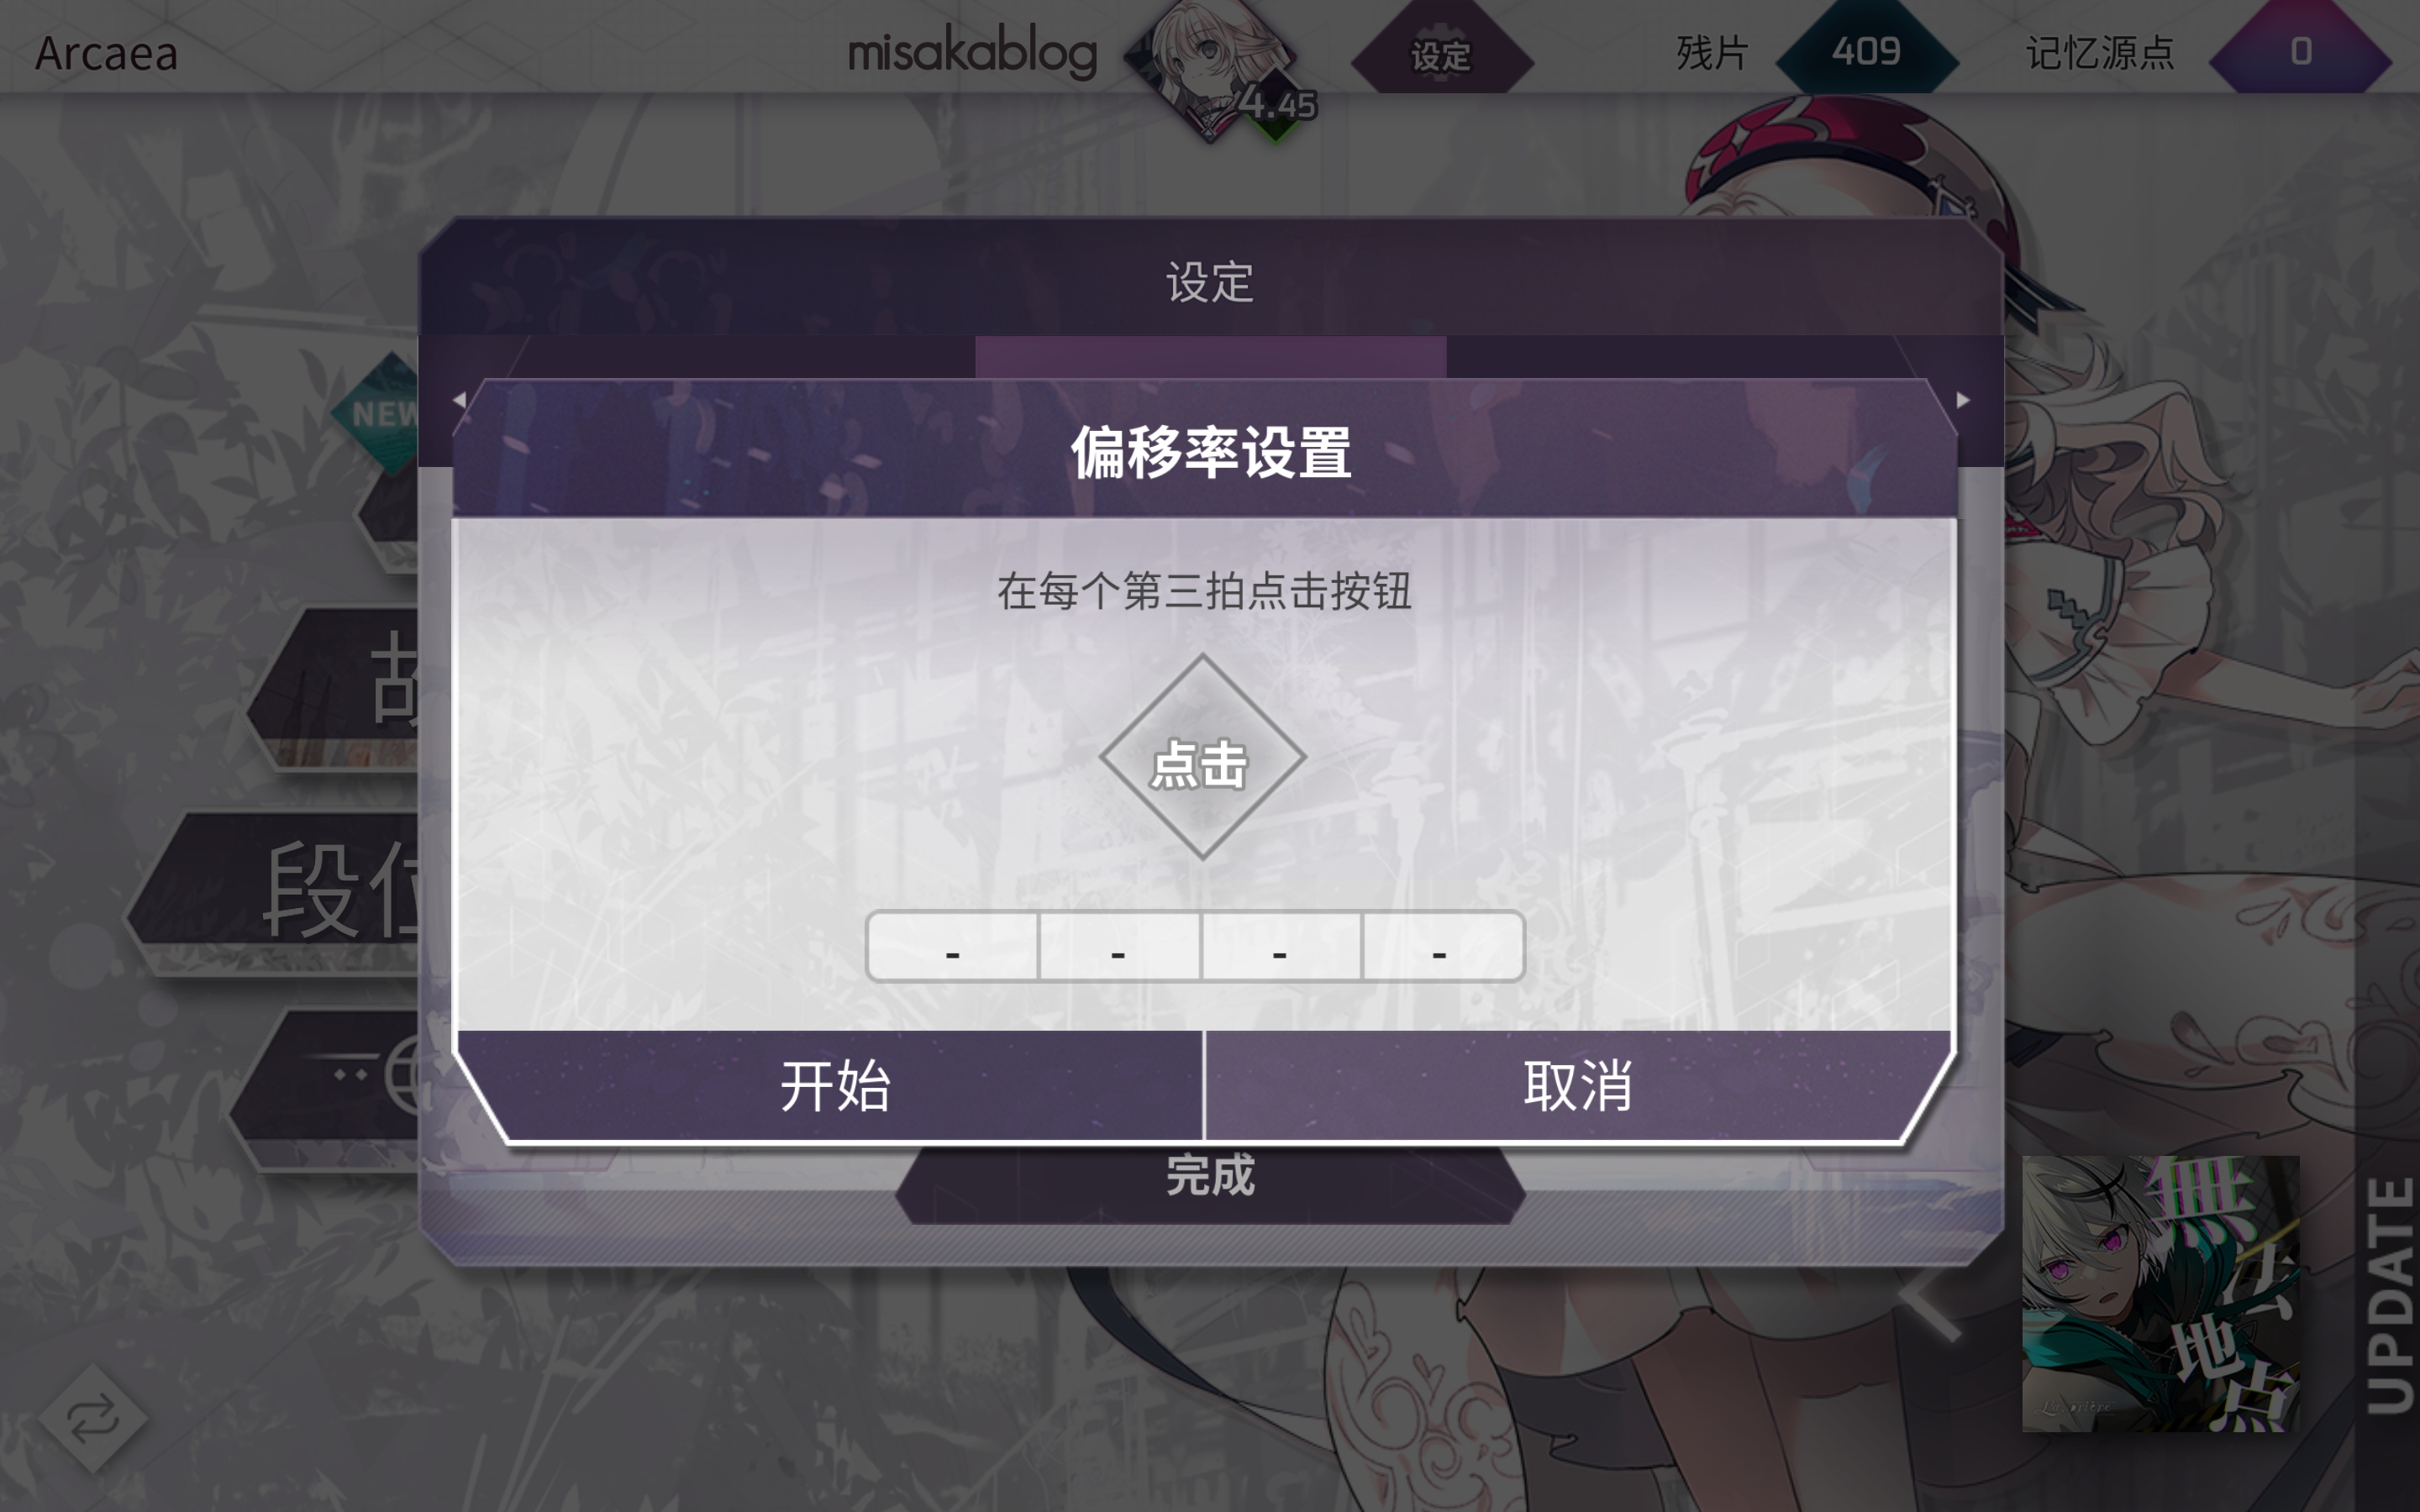 Arcaea
misakablog
4.45
设定
残片
409
记忆源点
0
设定
NEW
偏移率设置
在每个第三拍点击按钮
点击
- - - -
开始
取消
完成
段位
無法地点
UPDATE